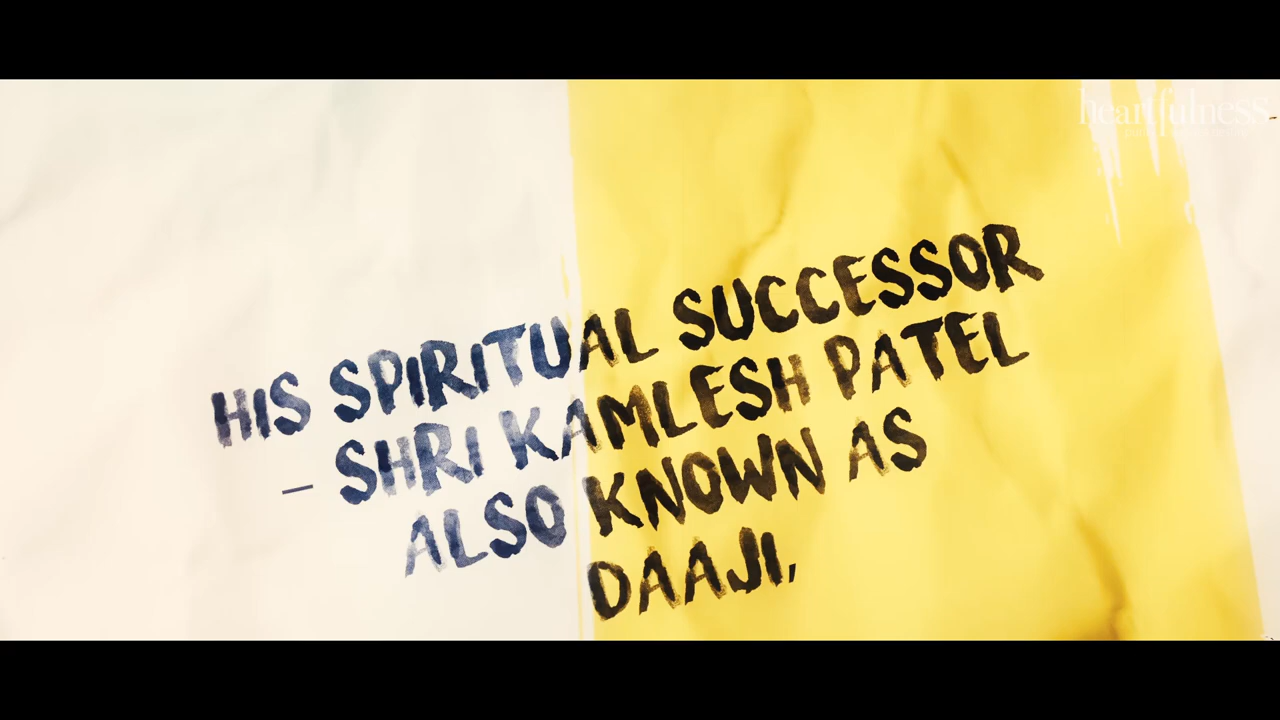 heartfulness
HIS SPIRITUAL SUCCESSOR
– SHRI KAMLESH PATEL
ALSO KNOWN AS
DAAJI,